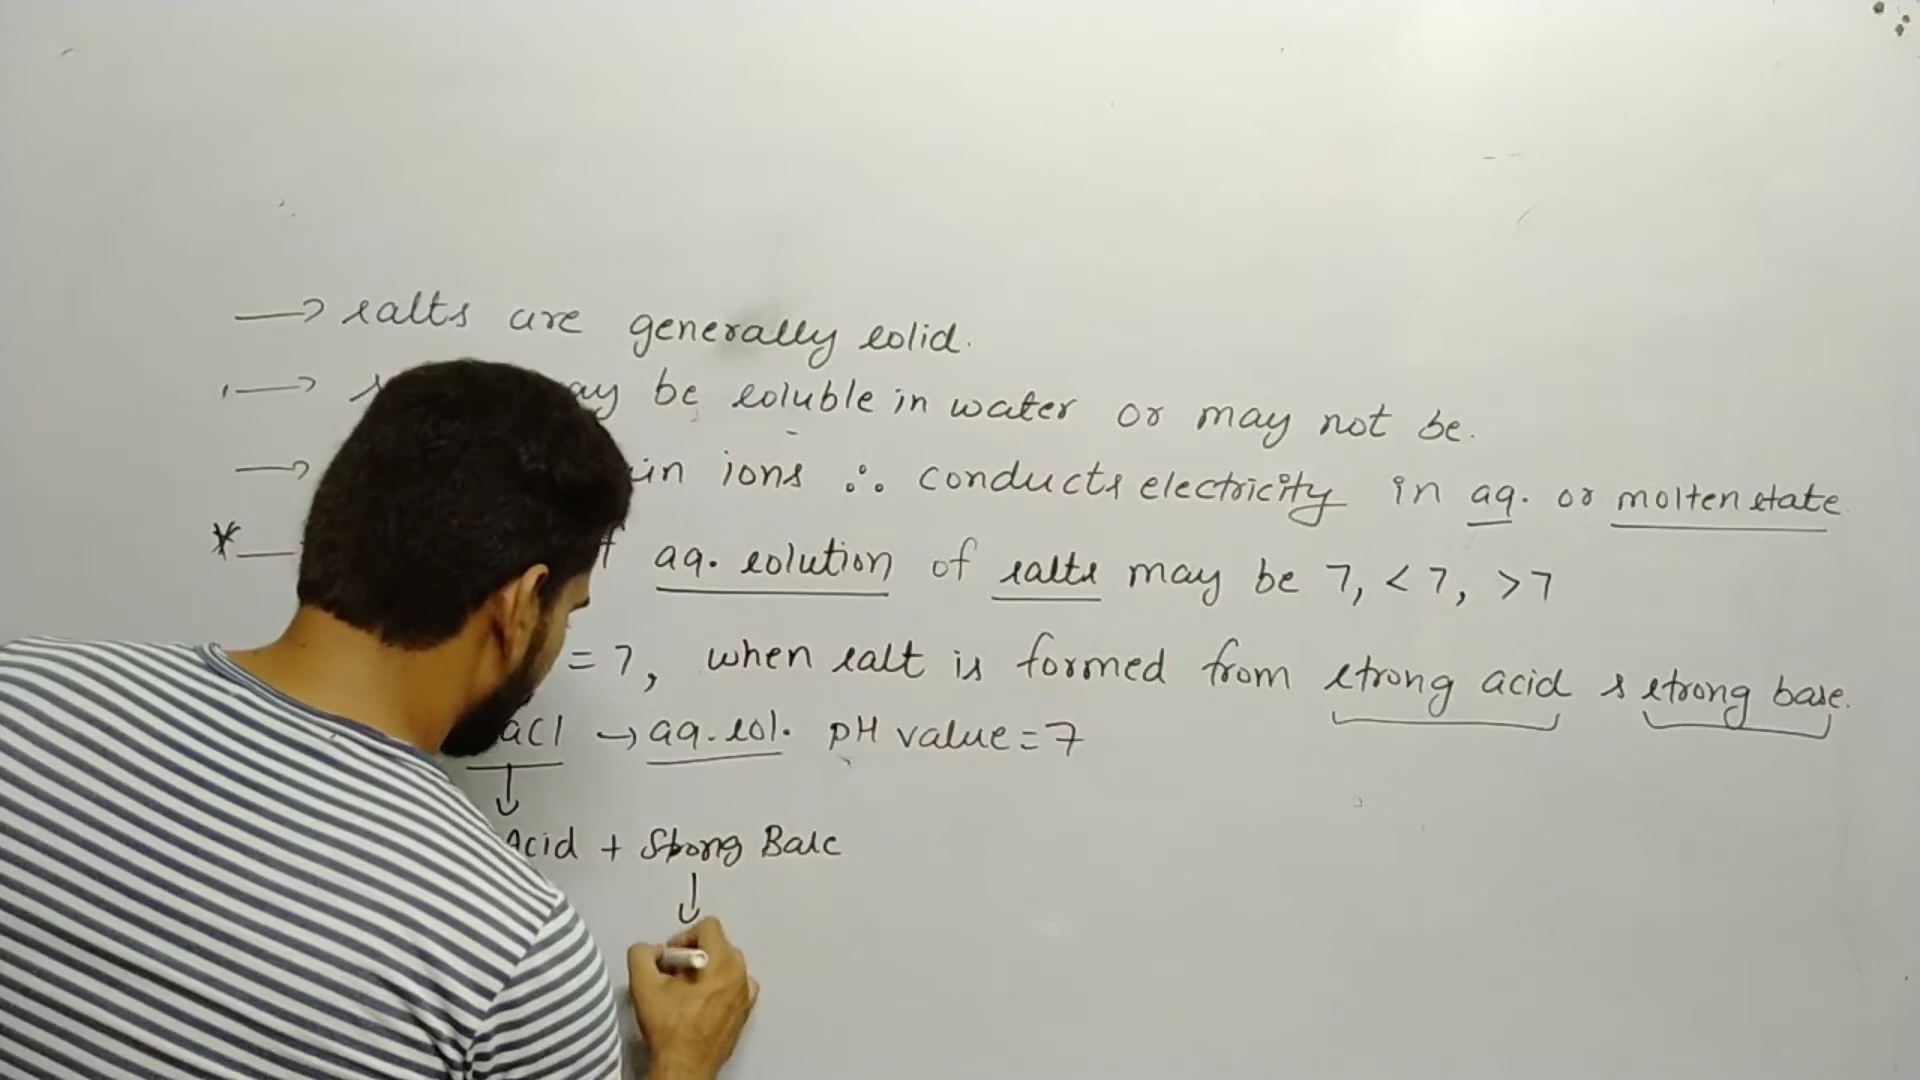 → salts are generally solid.
→ may be soluble in water or may not be.
→ ions ∴ conducts electricity in aq. or molten state.
* aq. solution of salts may be 7, < 7, > 7
= 7, when salt is formed from strong acid & strong base.
aCl → aq. sol. pH value = 7
↓
Acid + Strong Base
↓